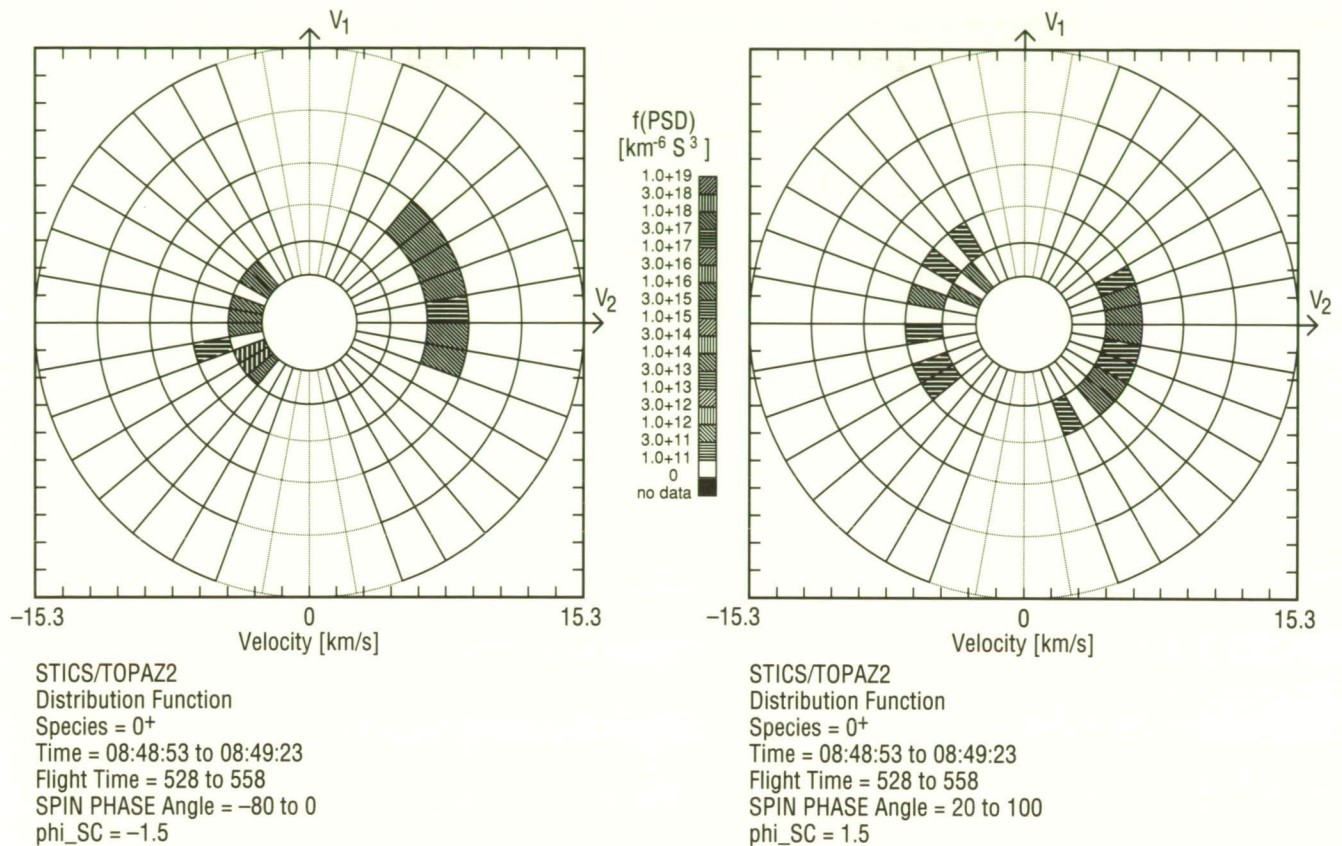 V1
V2
−15.3 0 15.3
Velocity [km/s]
STICS/TOPAZ2
Distribution Function
Species = 0+
Time = 08:48:53 to 08:49:23
Flight Time = 528 to 558
SPIN PHASE Angle = −80 to 0
phi_SC = −1.5
f(PSD)
[km-6 S3 ]
1.0+19
3.0+18
1.0+18
3.0+17
1.0+17
3.0+16
1.0+16
3.0+15
1.0+15
3.0+14
1.0+14
3.0+13
1.0+13
3.0+12
1.0+12
3.0+11
1.0+11
0
no data
V1
V2
−15.3 0 15.3
Velocity [km/s]
STICS/TOPAZ2
Distribution Function
Species = 0+
Time = 08:48:53 to 08:49:23
Flight Time = 528 to 558
SPIN PHASE Angle = 20 to 100
phi_SC = 1.5